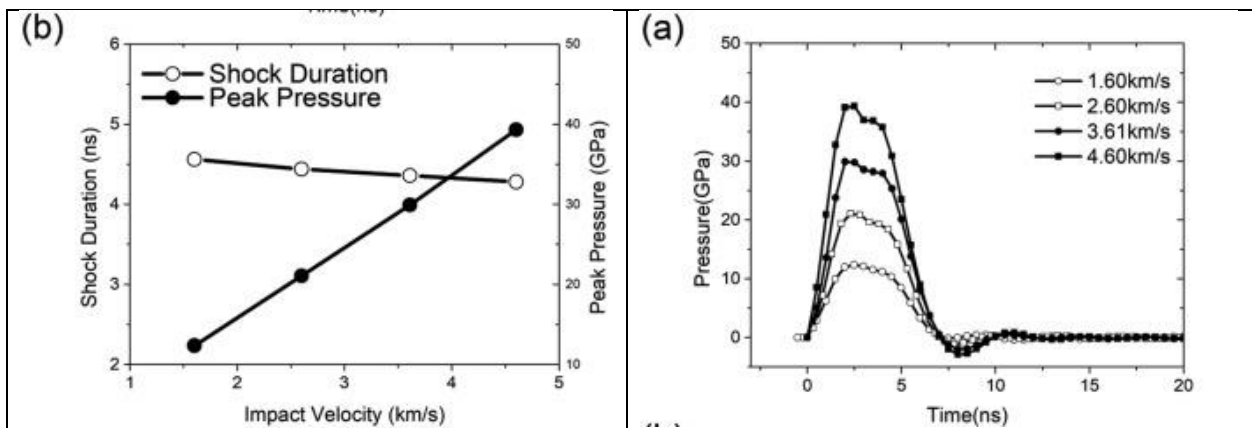 Time(ns)
(b)
6
5
4
3
2
Shock Duration (ns)
Shock Duration
Peak Pressure
50
40
30
20
10
Peak Pressure (GPa)
1
2
3
4
5
Impact Velocity (km/s)
(a)
50
40
30
20
10
0
Pressure(GPa)
1.60km/s
2.60km/s
3.61km/s
4.60km/s
0
5
10
15
20
Time(ns)